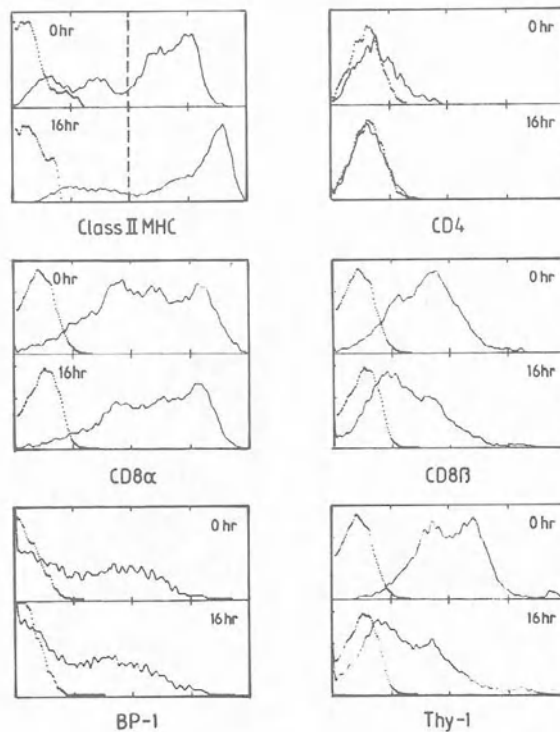 0hr
16hr
Class II MHC
0hr
16hr
CD4
0hr
16hr
CD8α
0hr
16hr
CD8β
0hr
16hr
BP-1
0hr
16hr
Thy-1